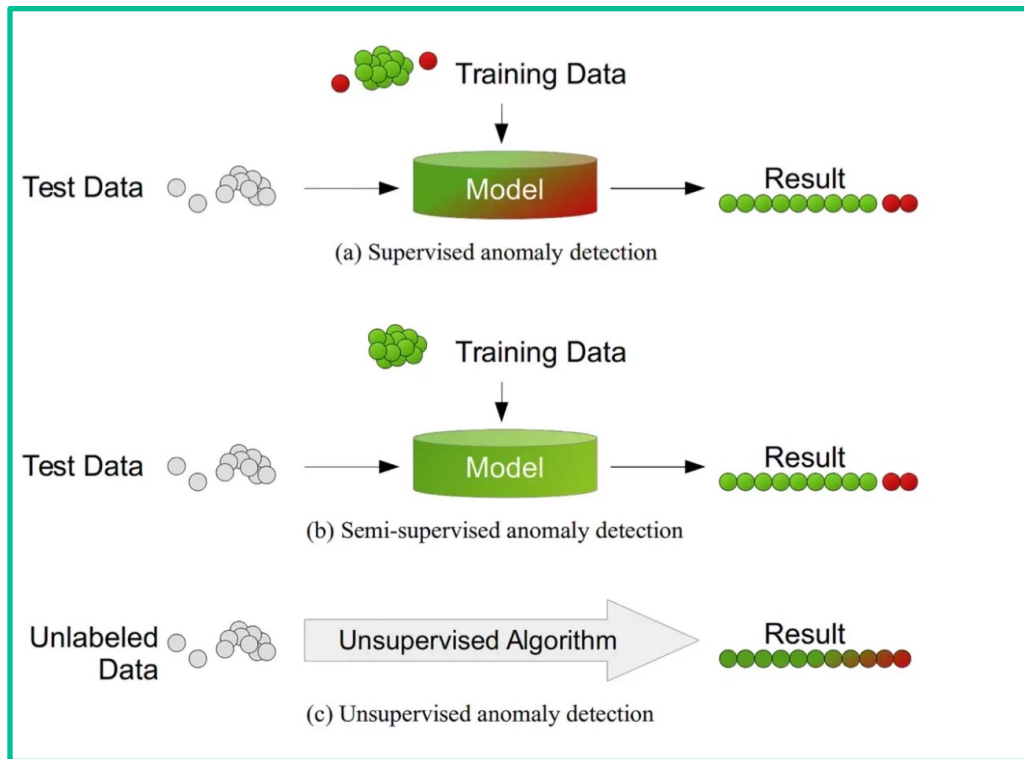 Training Data
Test Data
Model
Result
(a) Supervised anomaly detection
Training Data
Test Data
Model
Result
(b) Semi-supervised anomaly detection
Unlabeled
Data
Unsupervised Algorithm
Result
(c) Unsupervised anomaly detection